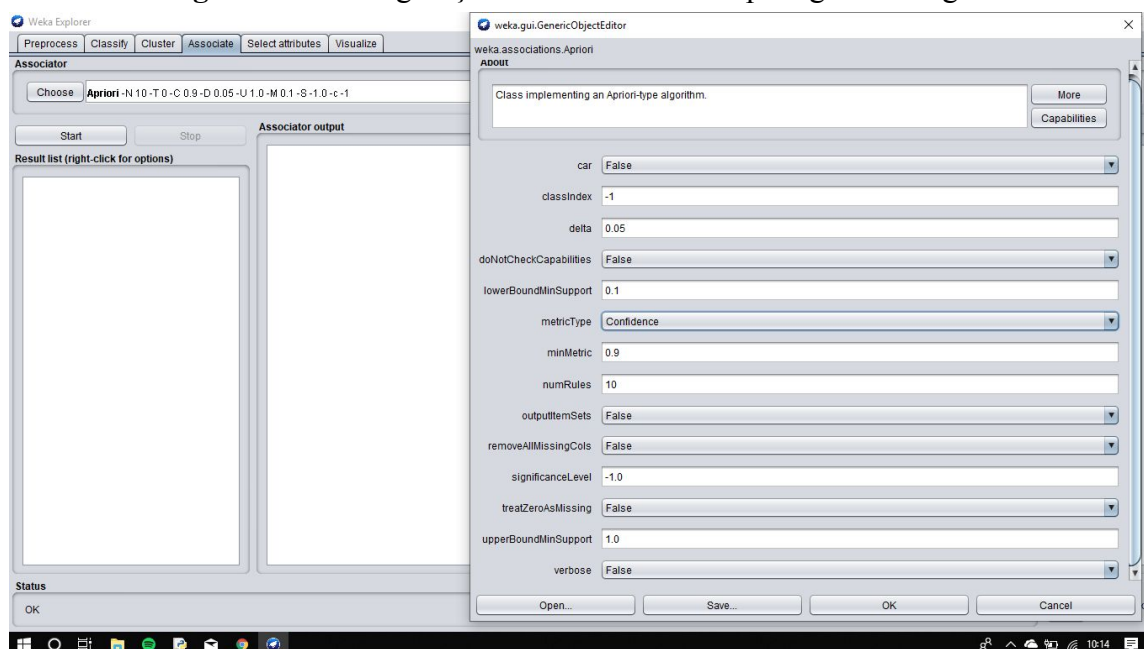 Weka Explorer
Preprocess Classify Cluster Associate Select attributes Visualize
Associator
Choose Apriori -N 10 -T 0 -C 0.9 -D 0.05 -U 1.0 -M 0.1 -S -1.0 -c -1
Start Stop
Associator output
Result list (right-click for options)
Status
OK
weka.gui.GenericObjectEditor
weka.associations.Apriori
About
Class implementing an Apriori-type algorithm.
More
Capabilities
car False
classIndex -1
delta 0.05
doNotCheckCapabilities False
lowerBoundMinSupport 0.1
metricType Confidence
minMetric 0.9
numRules 10
outputItemSets False
removeAllMissingCols False
significanceLevel -1.0
treatZeroAsMissing False
upperBoundMinSupport 1.0
verbose False
Open... Save... OK Cancel
10:14